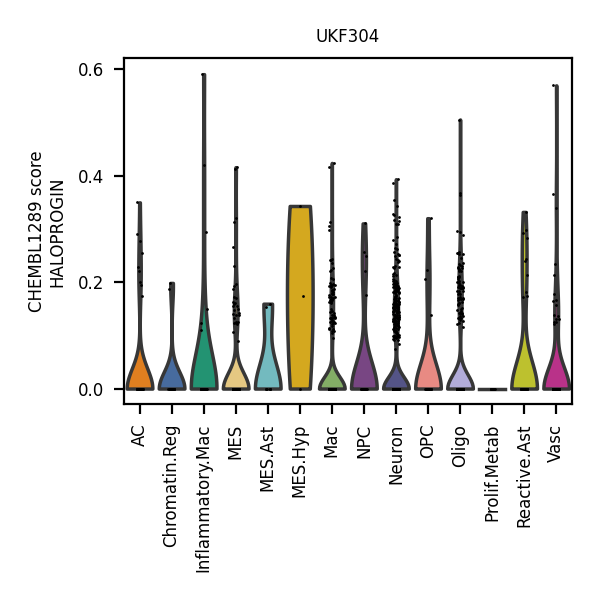 UKF304
CHEMBL1289 score
HALOPROGIN
0.6
0.4
0.2
0.0
AC
Chromatin.Reg
Inflammatory.Mac
MES
MES.Ast
MES.Hyp
Mac
NPC
Neuron
OPC
Oligo
Prolif.Metab
Reactive.Ast
Vasc